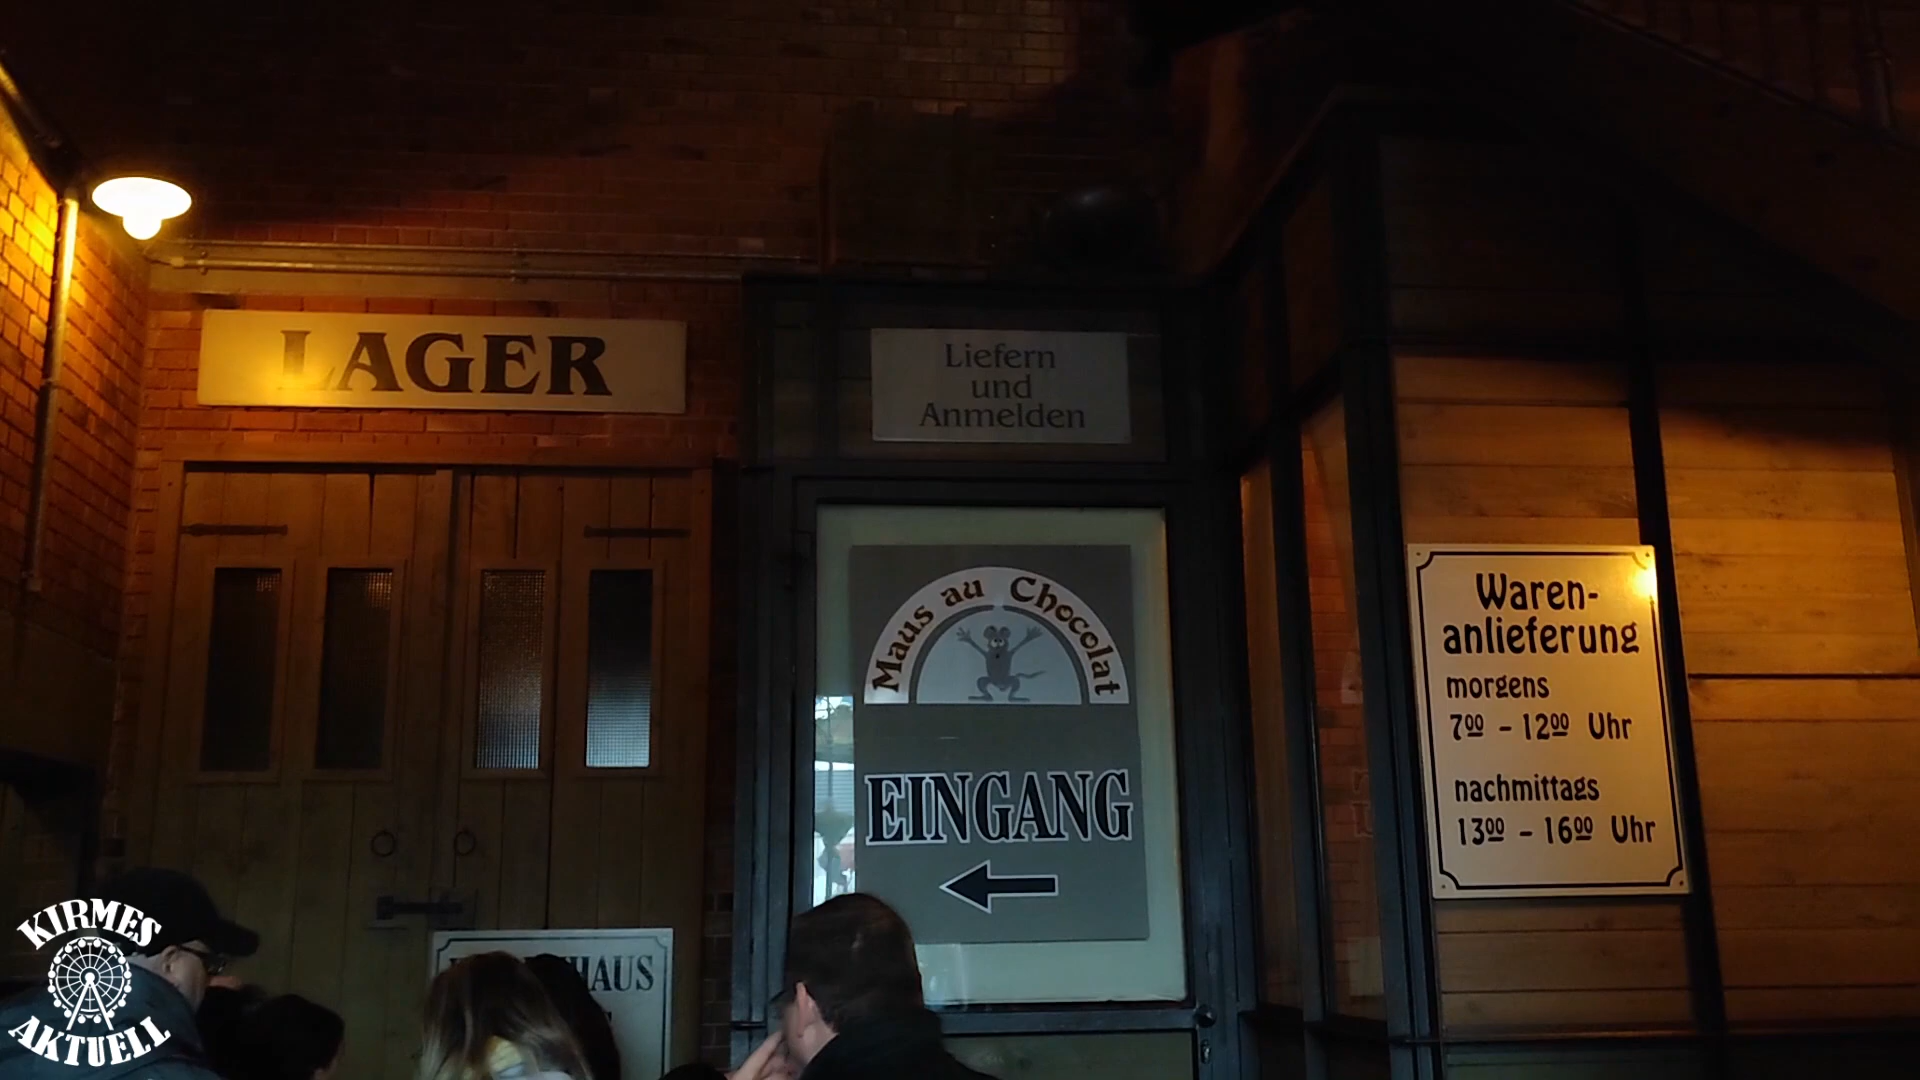 LAGER
Liefern
und
Anmelden
Maus au Chocolat
EINGANG
Waren-
anlieferung
morgens
7⁰⁰ - 12⁰⁰ Uhr
nachmittags
13⁰⁰ - 16⁰⁰ Uhr
HAUS
KIRMES
AKTUELL